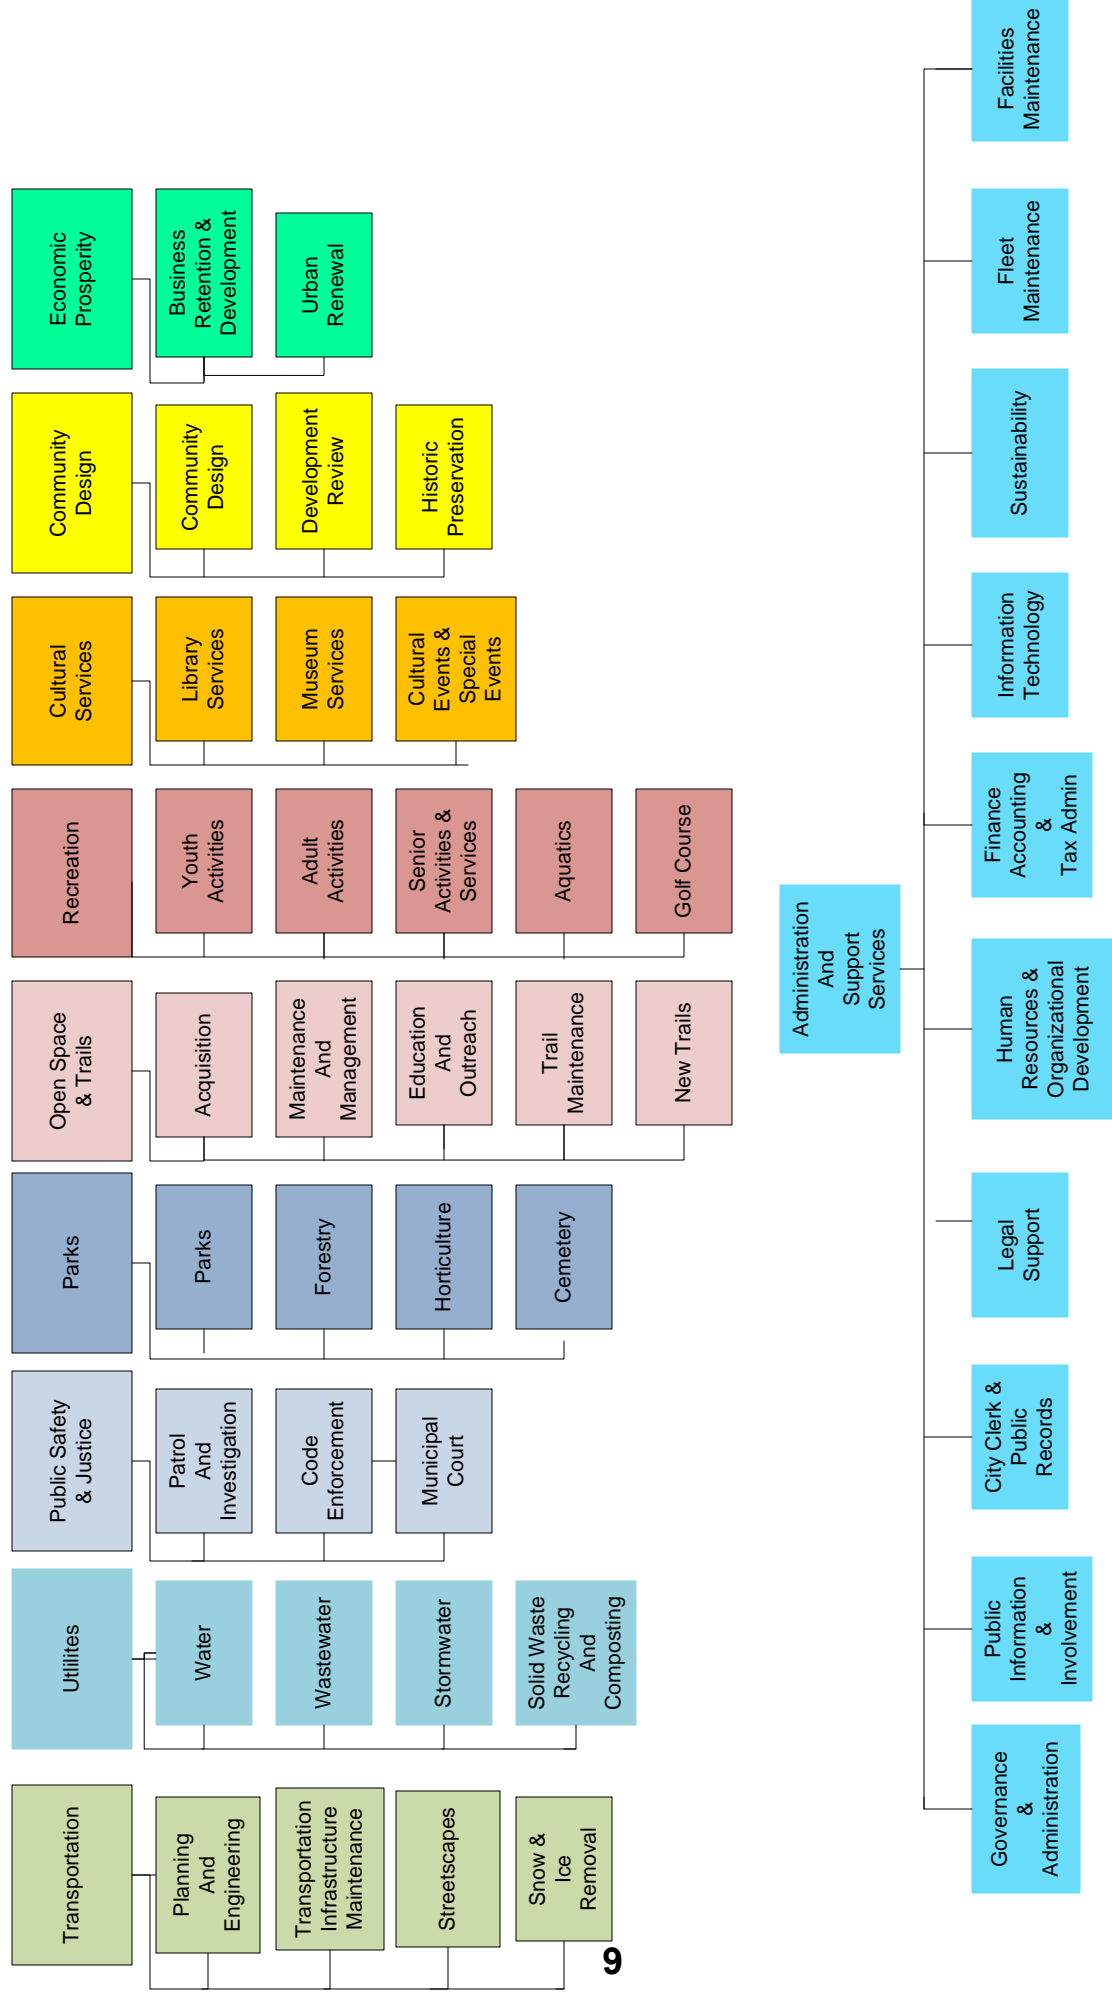 Transportation
Planning
And
Engineering
Transportation
Infrastructure
Maintenance
Streetscapes
Snow &
Ice
Removal
Utlilites
Water
Wastewater
Stormwater
Solid Waste
Recycling
And
Composting
Public Safety
& Justice
Patrol
And
Investigation
Code
Enforcement
Municipal
Court
Parks
Parks
Forestry
Horticulture
Cemetery
Open Space
& Trails
Acquisition
Maintenance
And
Management
Education
And
Outreach
Trail
Maintenance
New Trails
Recreation
Youth
Activities
Adult
Activities
Senior
Activities &
Services
Aquatics
Golf Course
Cultural
Services
Library
Services
Museum
Services
Cultural
Events &
Special
Events
Community
Design
Community
Design
Development
Review
Historic
Preservation
Economic
Prosperity
Business
Retention &
Development
Urban
Renewal
Administration
And
Support
Services
Governance
&
Administration
Public
Information
&
Involvement
City Clerk &
Public
Records
Legal
Support
Human
Resources &
Organizational
Development
Finance
Accounting
&
Tax Admin
Information
Technology
Sustainability
Fleet
Maintenance
Facilities
Maintenance
9